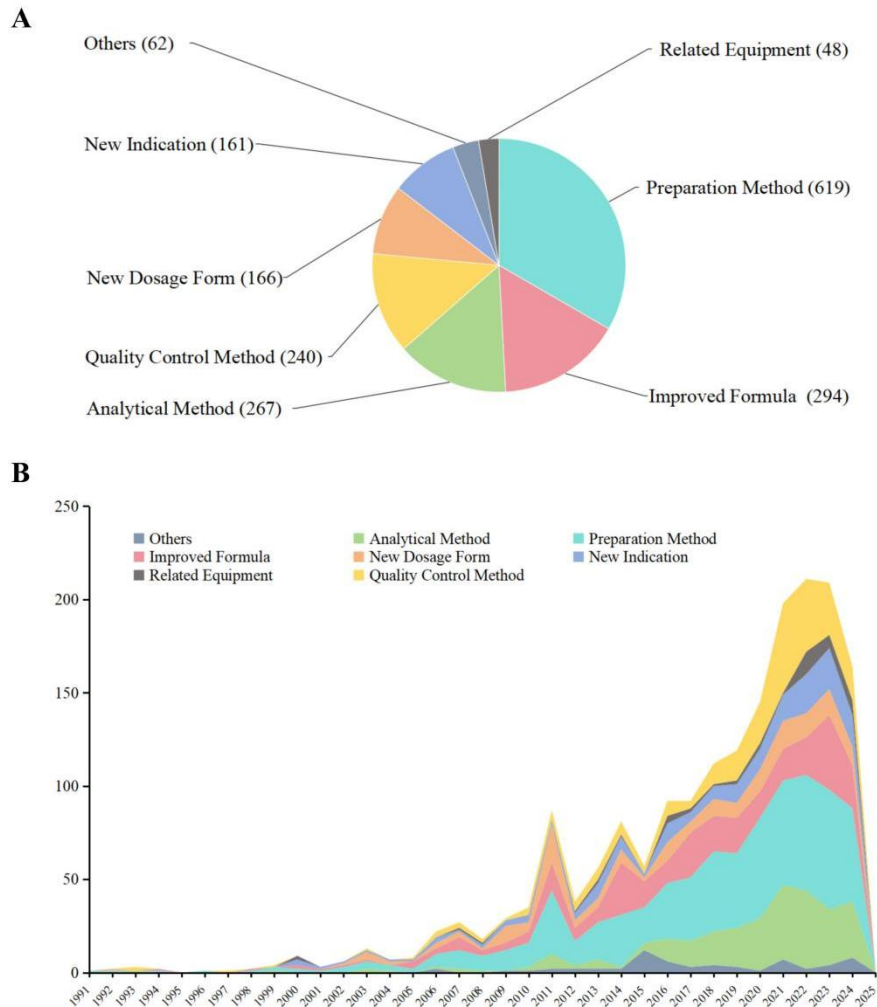 A
Others (62)
Related Equipment (48)
New Indication (161)
Preparation Method (619)
New Dosage Form (166)
Quality Control Method (240)
Improved Formula (294)
Analytical Method (267)
B
250
200
150
100
50
0
Others Analytical Method Preparation Method
Improved Formula New Dosage Form New Indication
Related Equipment Quality Control Method
1991 1992 1993 1994 1995 1996 1997 1998 1999 2000 2001 2002 2003 2004 2005 2006 2007 2008 2009 2010 2011 2012 2013 2014 2015 2016 2017 2018 2019 2020 2021 2022 2023 2024 2025